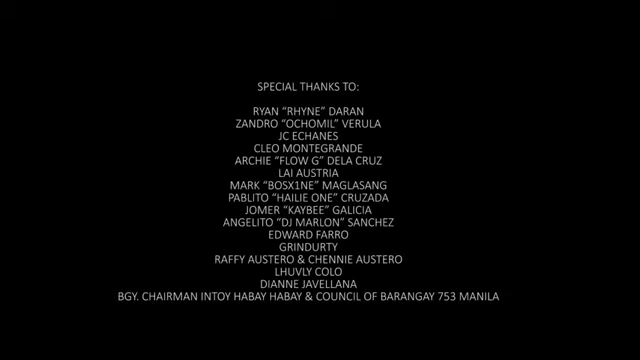 SPECIAL THANKS TO:
RYAN “RHYNE” DARAN
ZANDRO “OCHOMIL” VERULA
JC ECHANES
CLEO MONTEGRANDE
ARCHIE “FLOW G” DELA CRUZ
LAI AUSTRIA
MARK “BOSX1NE” MAGLASANG
PABLITO “HAILIE ONE” CRUZADA
JOMER “KAYBEE” GALICIA
ANGELITO “DJ MARLON” SANCHEZ
EDWARD FARRO
GRINDURTY
RAFFY AUSTERO & CHENNIE AUSTERO
LHUVLY COLO
DIANNE JAVELLANA
BGY. CHAIRMAN INTOY HABAY HABAY & COUNCIL OF BARANGAY 753 MANILA